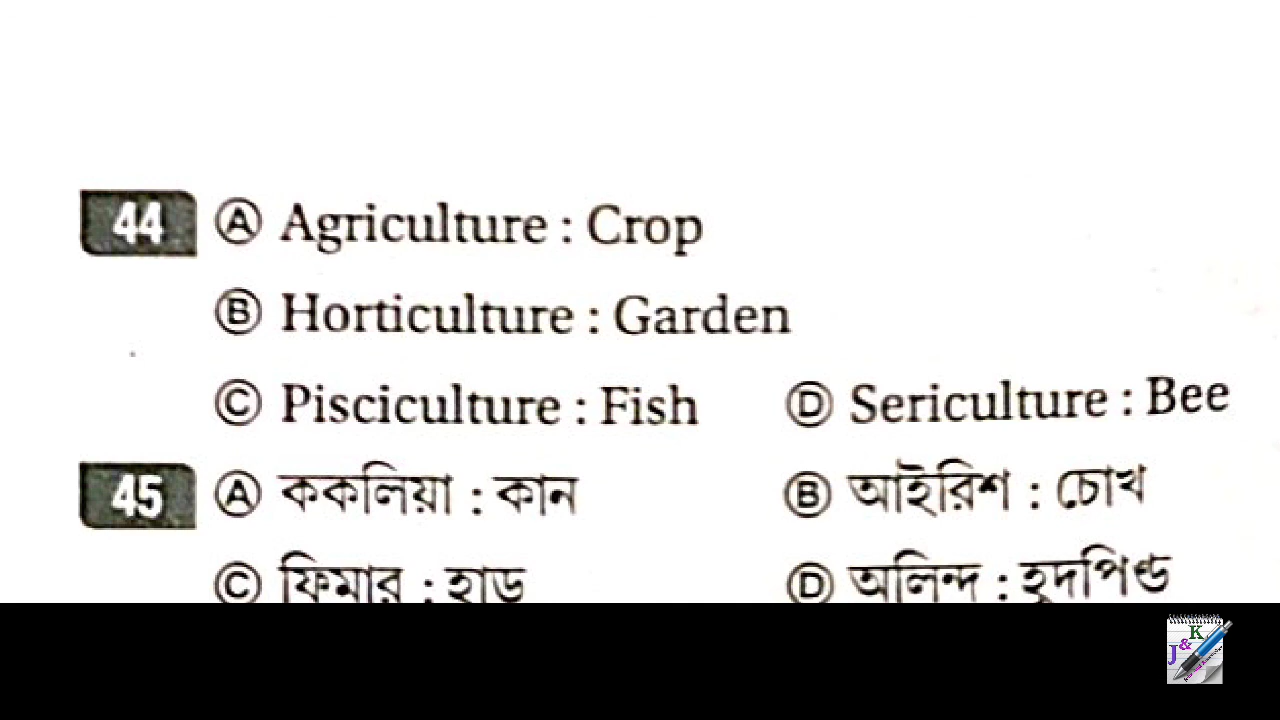 44 Ⓐ Agriculture : Crop
Ⓑ Horticulture : Garden
Ⓒ Pisciculture : Fish Ⓓ Sericulture : Bee
45 Ⓐ ককলিয়া : কান Ⓑ আইরিশ : চোখ
Ⓒ ফিমার : হাড় Ⓓ অলিন্দ : হৃদপিণ্ড
J&K